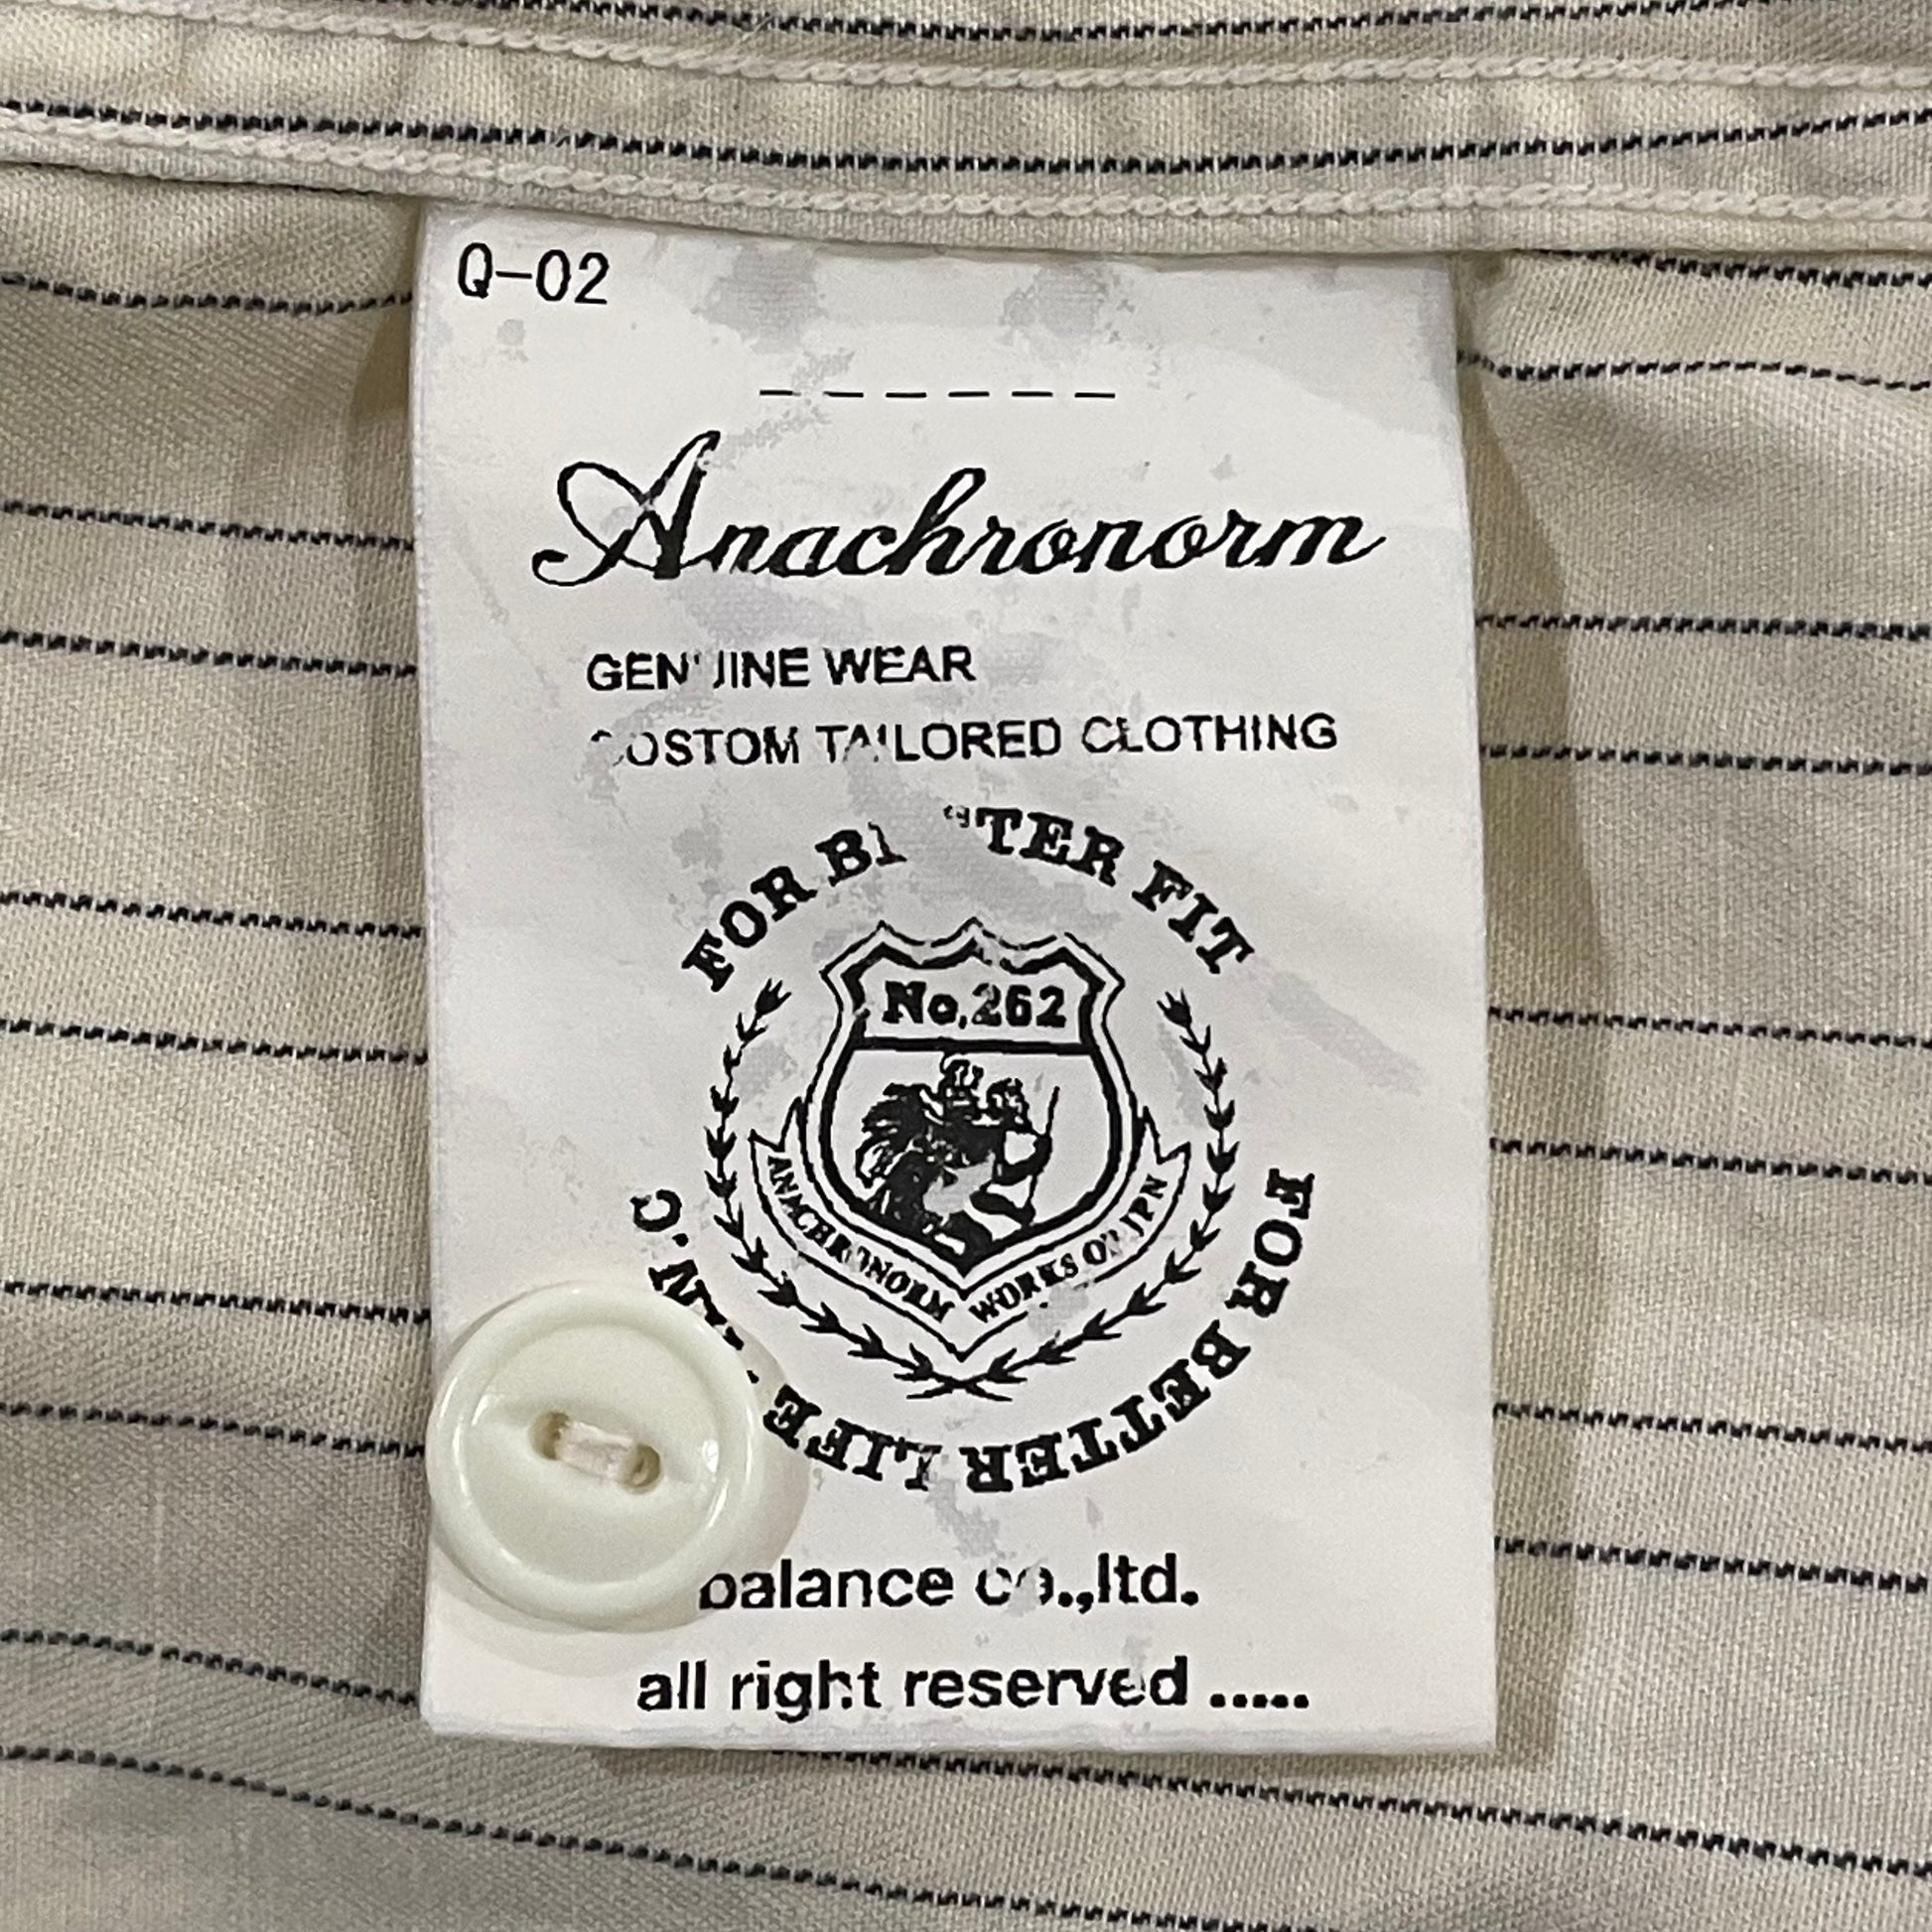 Q-02
------
Anachronorm
GENUINE WEAR
COSTOM TAILORED CLOTHING
FOR BETTER FIT
No.262
ANACHRONORM WORKS OF JPN
FOR BETTER LIFE
balance co.,ltd.
all right reserved .....